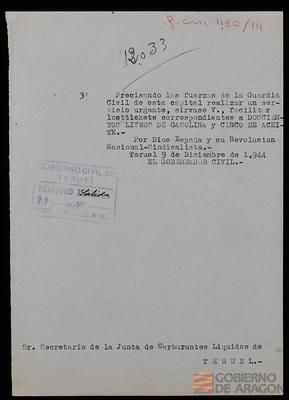 g. civil 1130/111
12.033
3º Precisando las fuerzas de la Guardia
Civil de esta capital realizar un ser-
vicio urgente, sirvase V., facilitar
losttickets correspondientes a DOSCIEN-
TOS LITROS DE GASOLINA y CINCO DE ACEI-
TE.-
Por Dios España y su Revolucion
Nacional-Sindicalista.-
Teruel 9 de Diciembre de 1,944
EL GOBERNADOR CIVIL.-
GOBIERNO CIVIL DE
TERUEL
REGISTRO Salida
Sr. Secretario de la Junta de Carburantes Liquidos de
TERUEL.-
GOBIERNO
DE ARAGON